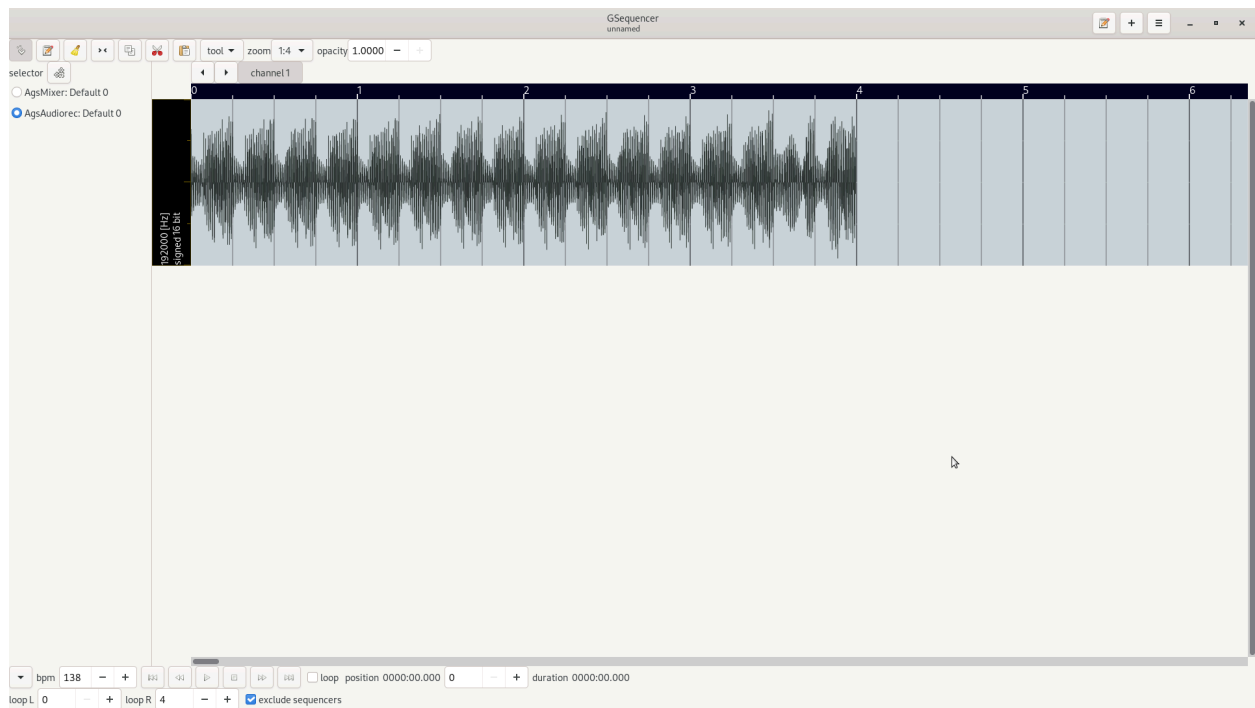 GSequencer
unnamed
tool zoom 1:4 opacity 1.0000
selector channel 1
AgsMixer: Default 0
AgsAudiorec: Default 0
0 1 2 3 4 5 6
192000 [Hz]
signed 16 bit
bpm 138 loop position 0000:00.000 0 duration 0000:00.000
loop L 0 loop R 4 exclude sequencers